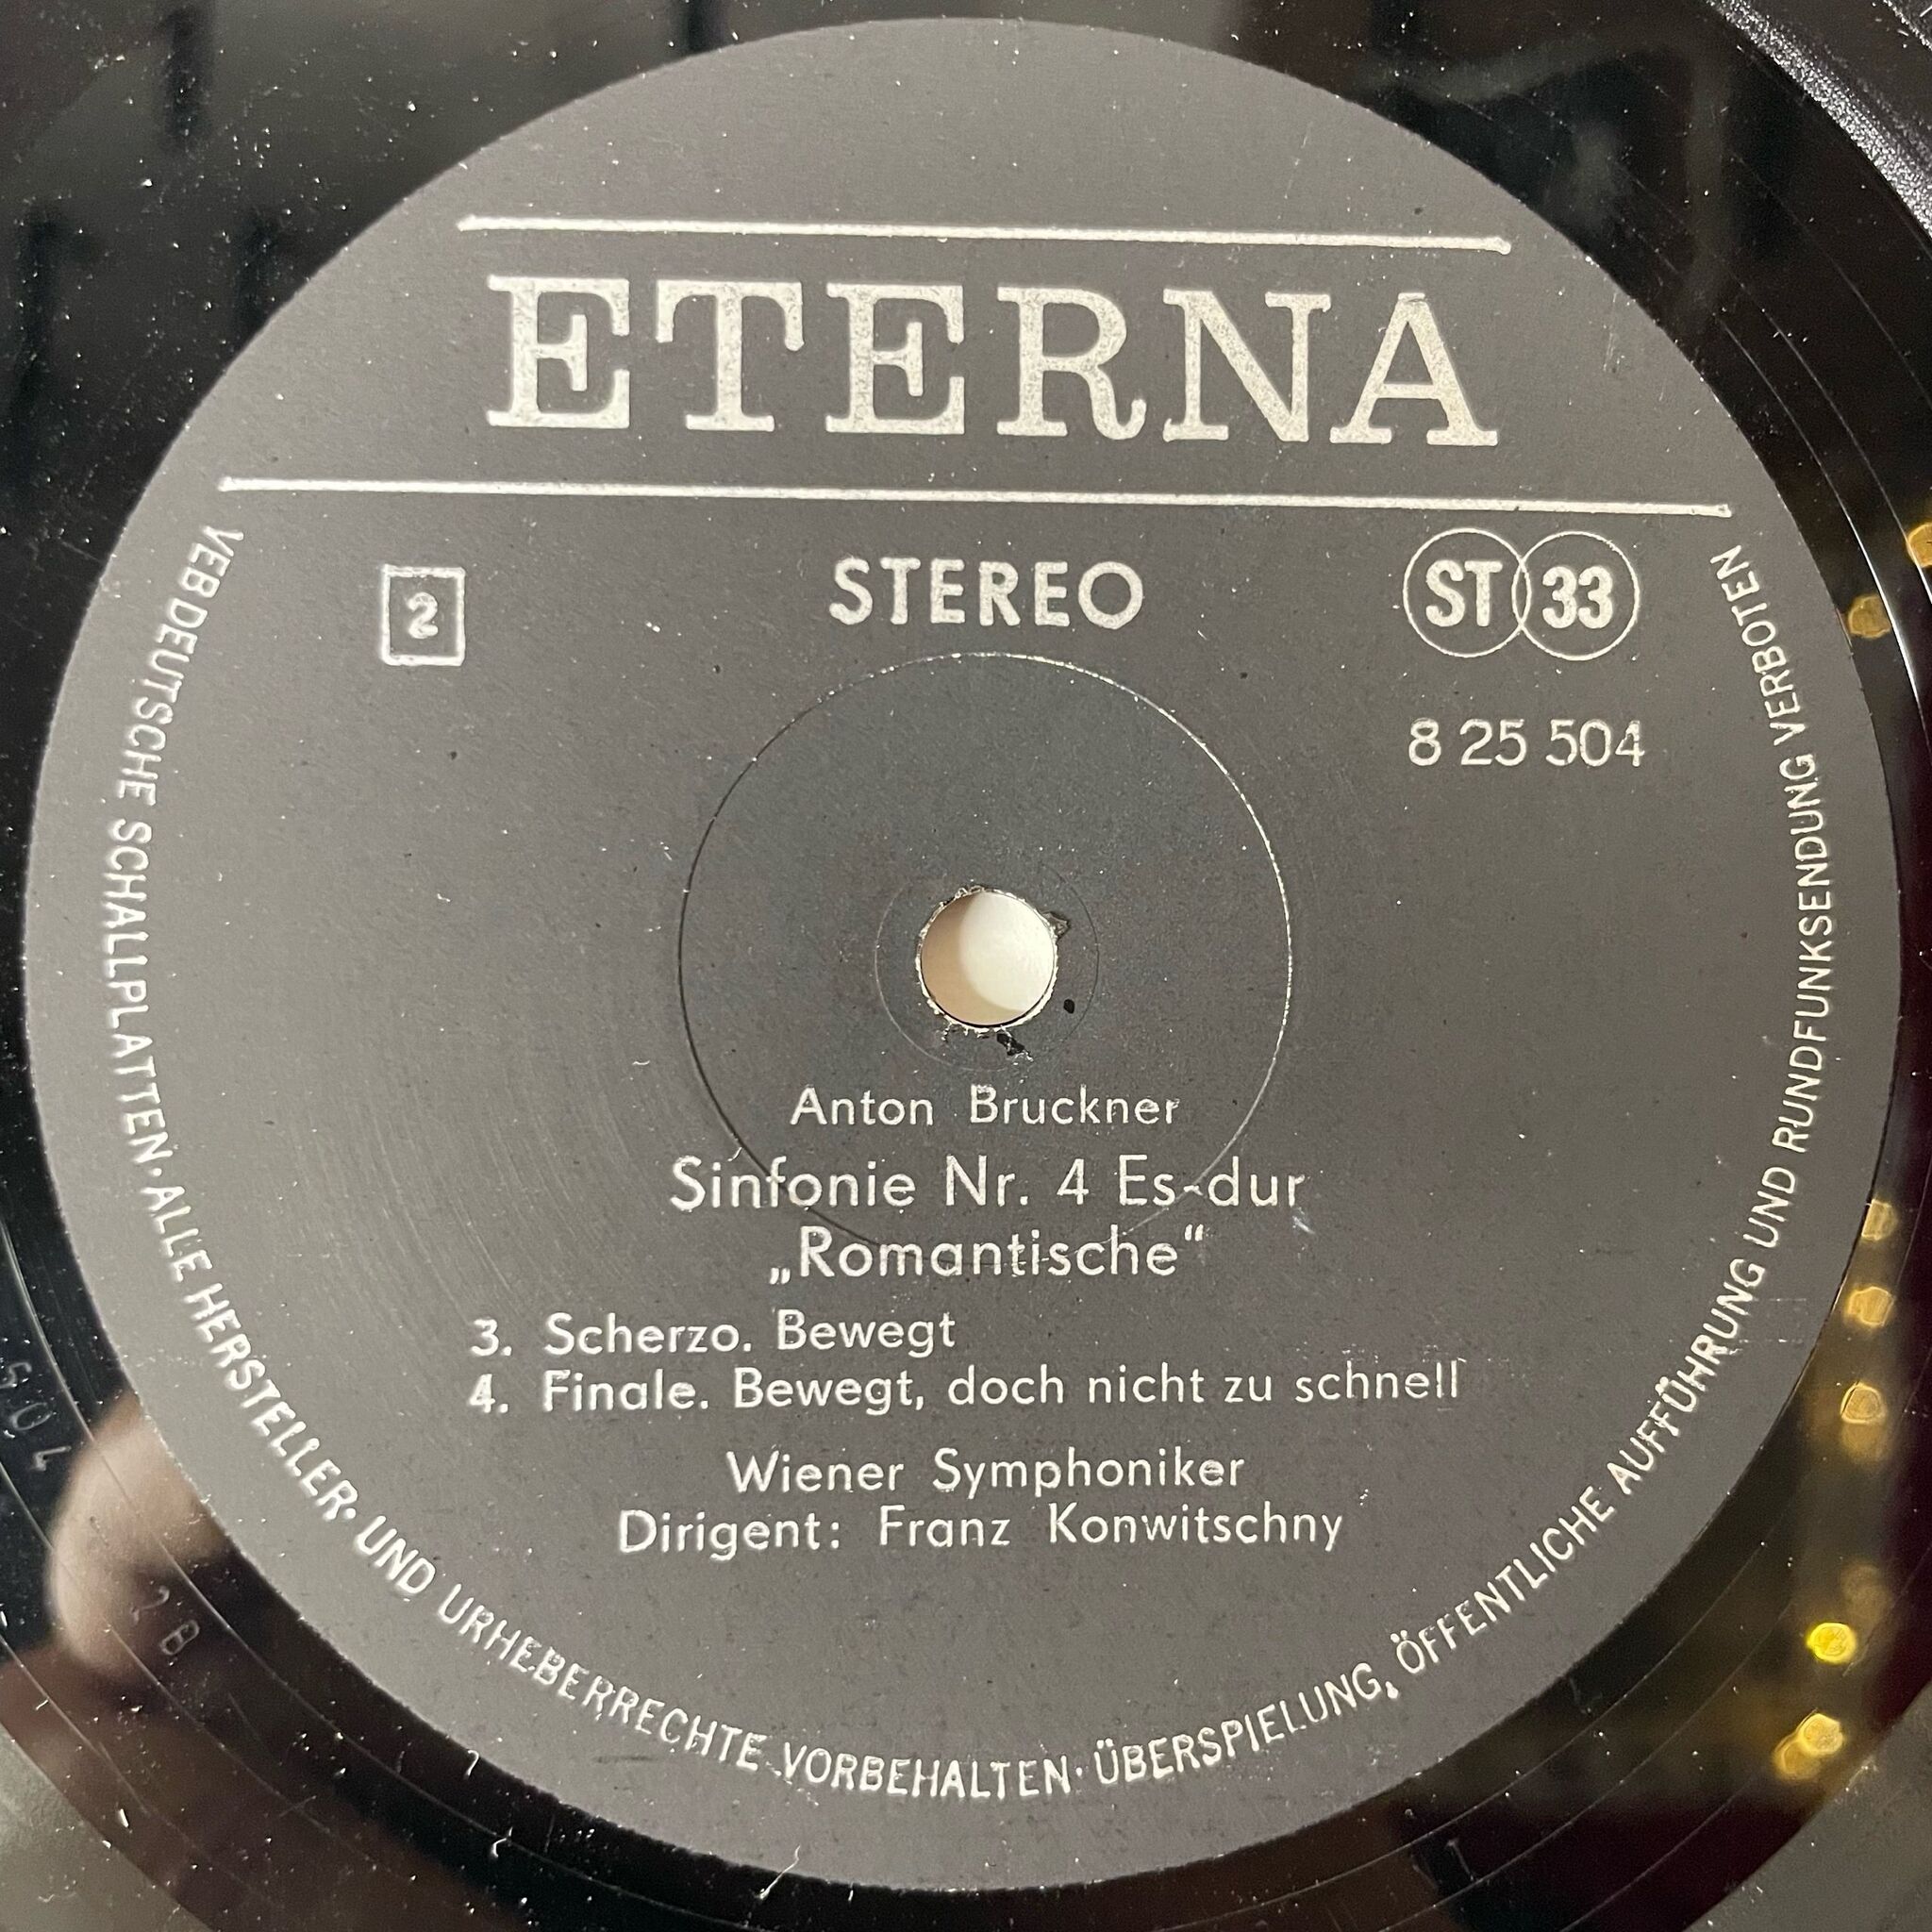 ETERNA
2
STEREO
ST 33
8 25 504
Anton Bruckner
Sinfonie Nr. 4 Es-dur
„Romantische“
3. Scherzo. Bewegt
4. Finale. Bewegt, doch nicht zu schnell
Wiener Symphoniker
Dirigent: Franz Konwitschny
VEB DEUTSCHE SCHALLPLATTEN · ALLE HERSTELLER- UND URHEBERRECHTE VORBEHALTEN · ÜBERSPIELUNG, ÖFFENTLICHE AUFFÜHRUNG UND RUNDFUNKSENDUNG VERBOTEN
2B